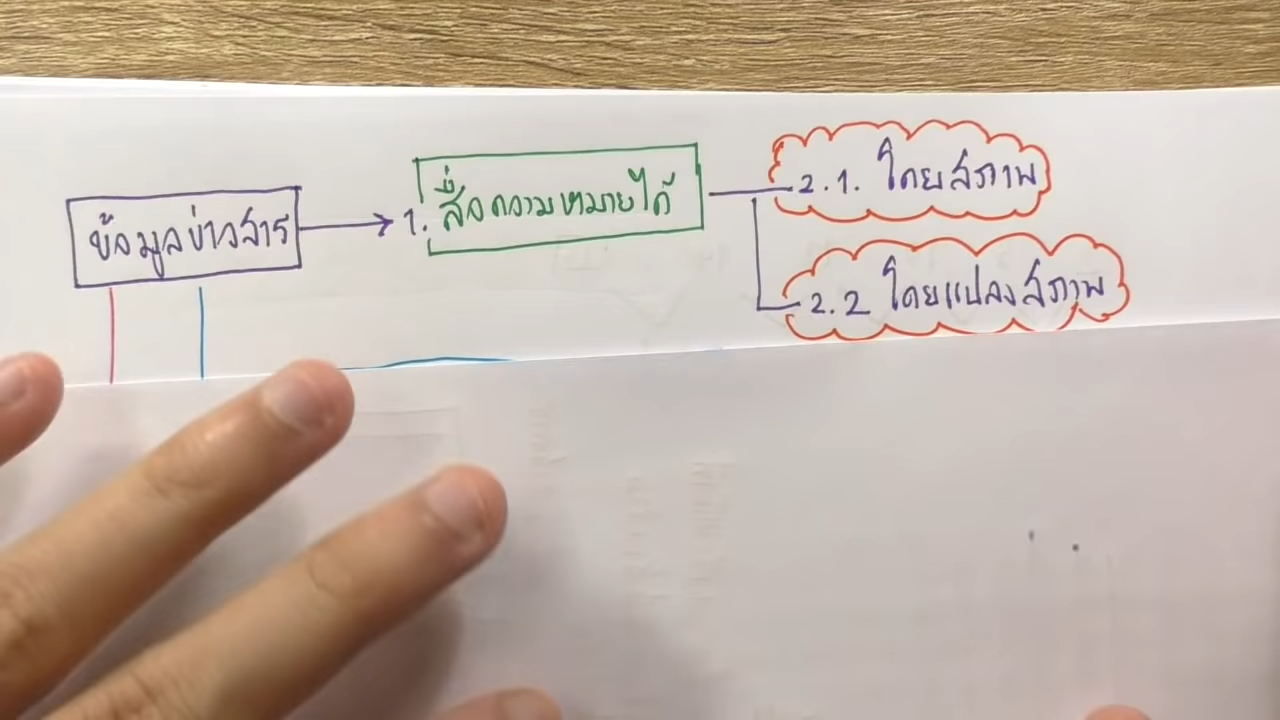 ข้อมูลข่าวสาร
1. สื่อความหมายได้
2.1. โดยสภาพ
2.2 โดยแปลงสภาพ